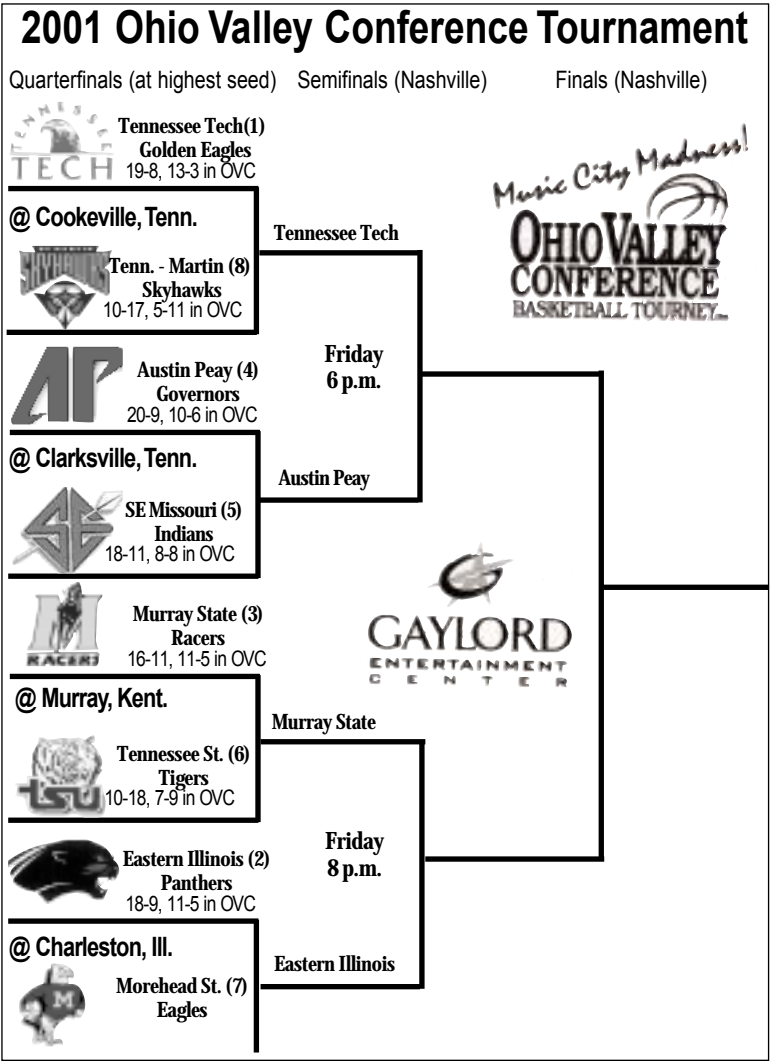 2001 Ohio Valley Conference Tournament
Quarterfinals (at highest seed) Semifinals (Nashville) Finals (Nashville)
TENNESSEE
TECH
Tennessee Tech(1)
Golden Eagles
19-8, 13-3 in OVC
@ Cookeville, Tenn.
SKYHAWKS
Tenn. - Martin (8)
Skyhawks
10-17, 5-11 in OVC
Tennessee Tech
Music City Madness!
OHIO VALLEY
CONFERENCE
BASKETBALL TOURNEY
AP
Austin Peay (4)
Governors
20-9, 10-6 in OVC
Friday
6 p.m.
@ Clarksville, Tenn.
SE
SE Missouri (5)
Indians
18-11, 8-8 in OVC
Austin Peay
M
RACERS
Murray State (3)
Racers
16-11, 11-5 in OVC
GAYLORD
ENTERTAINMENT
CENTER
@ Murray, Kent.
tsu
Tennessee St. (6)
Tigers
10-18, 7-9 in OVC
Murray State
Eastern Illinois (2)
Panthers
18-9, 11-5 in OVC
Friday
8 p.m.
@ Charleston, Ill.
M
Morehead St. (7)
Eagles
Eastern Illinois